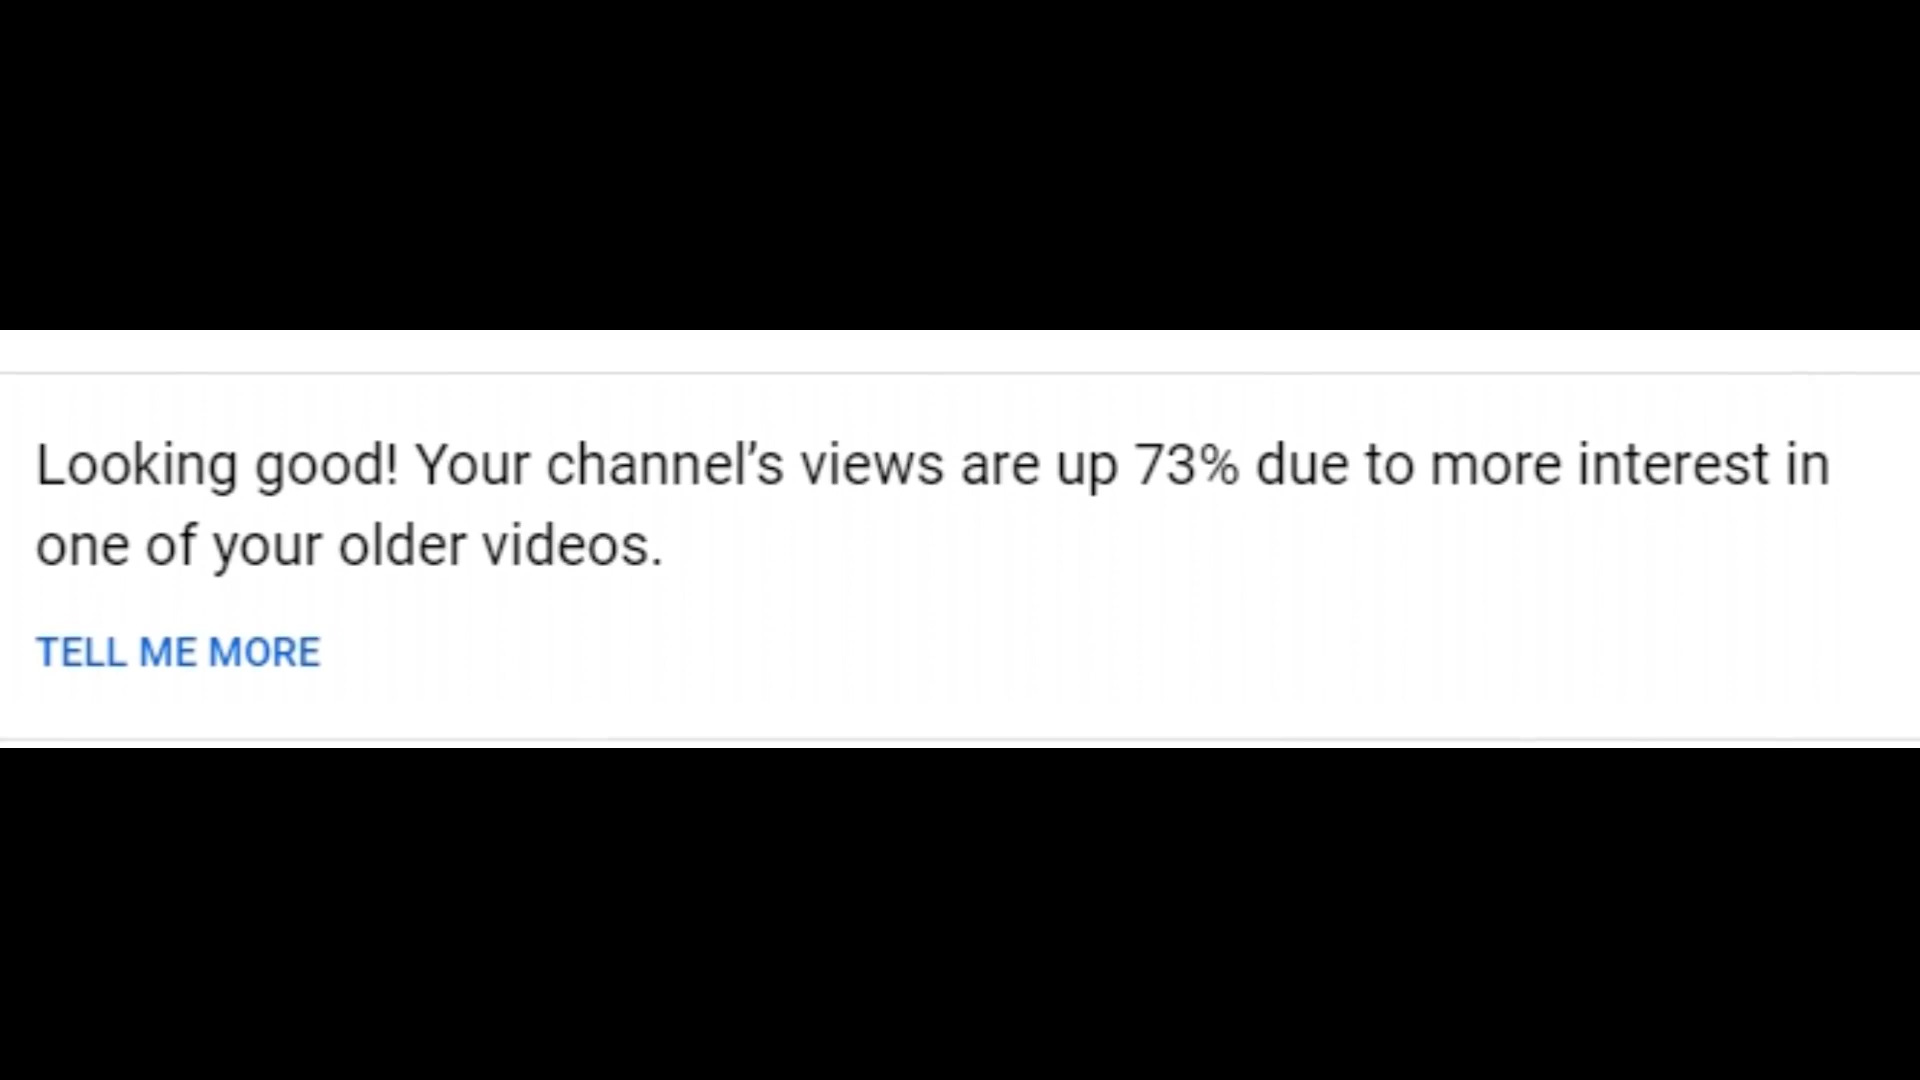 Looking good! Your channel’s views are up 73% due to more interest in
one of your older videos.
TELL ME MORE